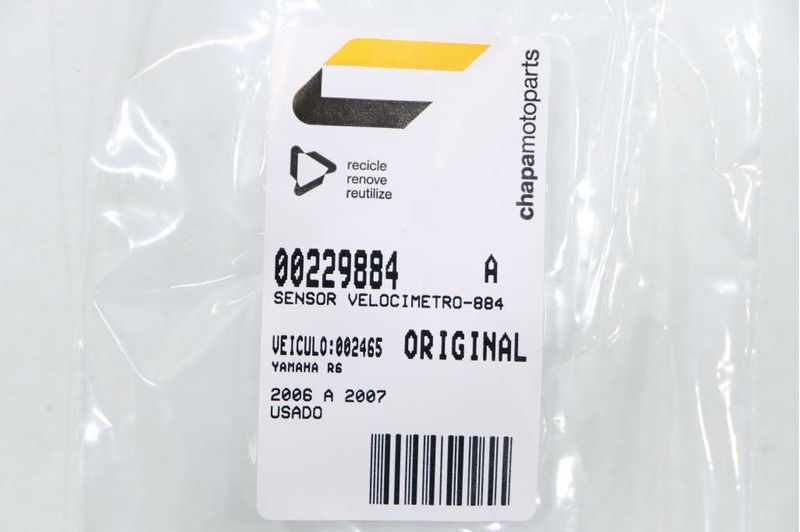 chapamotoparts
recicle
renove
reutilize
00229884 A
SENSOR VELOCIMETRO-884
VEICULO:002465 ORIGINAL
YAMAHA R6
2006 A 2007
USADO